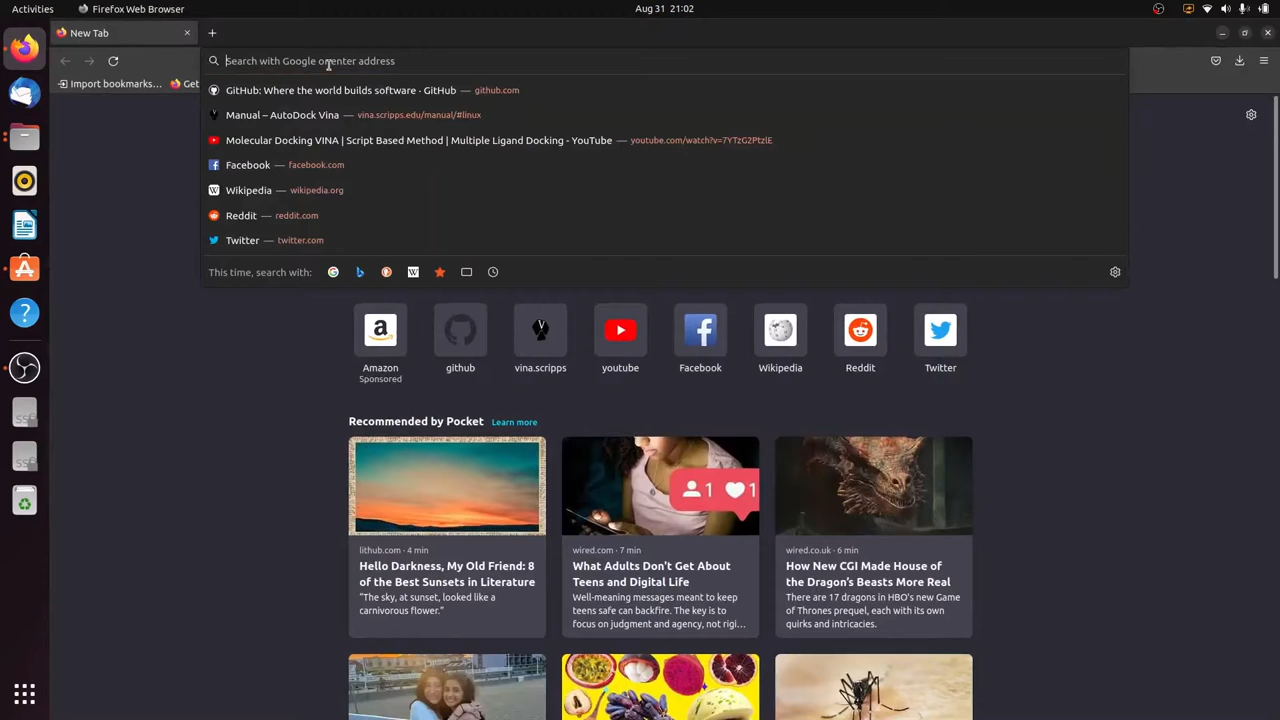 Activities
Firefox Web Browser
Aug 31 21:02
New Tab
Search with Google or enter address
Import bookmarks...
Get
GitHub: Where the world builds software · GitHub — github.com
Manual – AutoDock Vina — vina.scripps.edu/manual/#linux
Molecular Docking VINA | Script Based Method | Multiple Ligand Docking - YouTube — youtube.com/watch?v=7YTzG2PtzlE
Facebook — facebook.com
Wikipedia — wikipedia.org
Reddit — reddit.com
Twitter — twitter.com
This time, search with:
Amazon
Sponsored
github
vina.scripps
youtube
Facebook
Wikipedia
Reddit
Twitter
Recommended by Pocket
Learn more
lithub.com · 4 min
Hello Darkness, My Old Friend: 8
of the Best Sunsets in Literature
“The sky, at sunset, looked like a
carnivorous flower.”
1
1
wired.com · 7 min
What Adults Don't Get About
Teens and Digital Life
Well-meaning messages meant to keep
teens safe can backfire. The key is to
focus on judgment and agency, not rigi...
wired.co.uk · 6 min
How New CGI Made House of
the Dragon’s Beasts More Real
There are 17 dragons in HBO's new Game
of Thrones prequel, each with its own
quirks and intricacies.